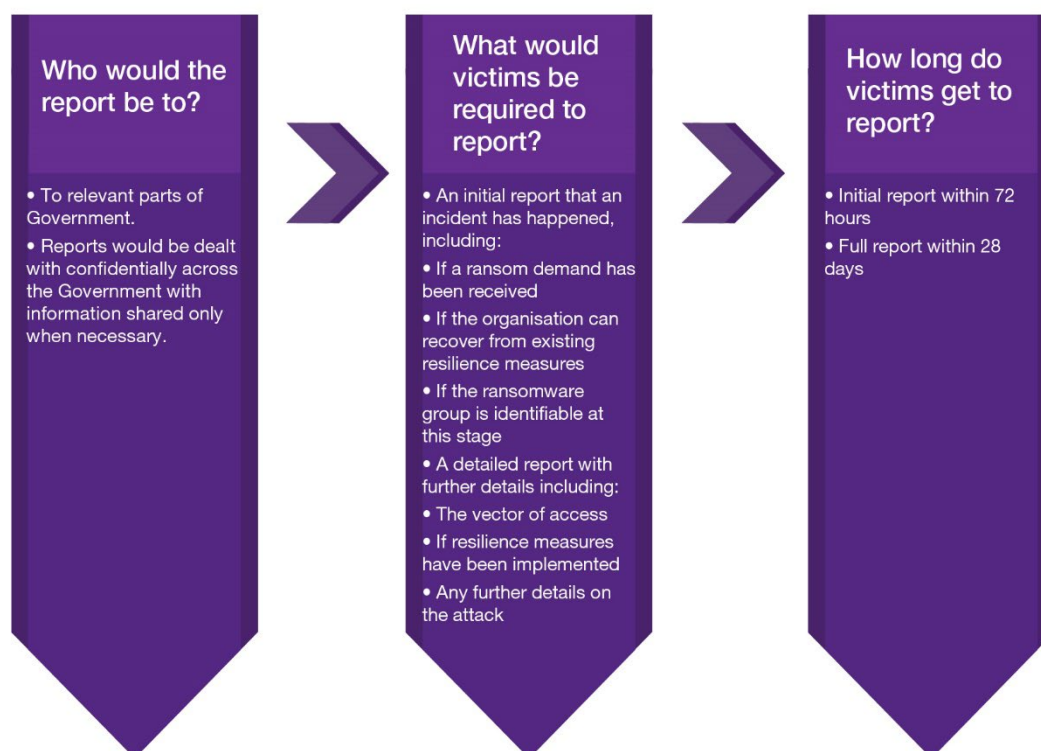 Who would the
report be to?
• To relevant parts of
Government.
• Reports would be dealt
with confidentially across
the Government with
information shared only
when necessary.
What would
victims be
required to
report?
• An initial report that an
incident has happened,
including:
• If a ransom demand has
been received
• If the organisation can
recover from existing
resilience measures
• If the ransomware
group is identifiable at
this stage
• A detailed report with
further details including:
• The vector of access
• If resilience measures
have been implemented
• Any further details on
the attack
How long do
victims get to
report?
• Initial report within 72
hours
• Full report within 28
days